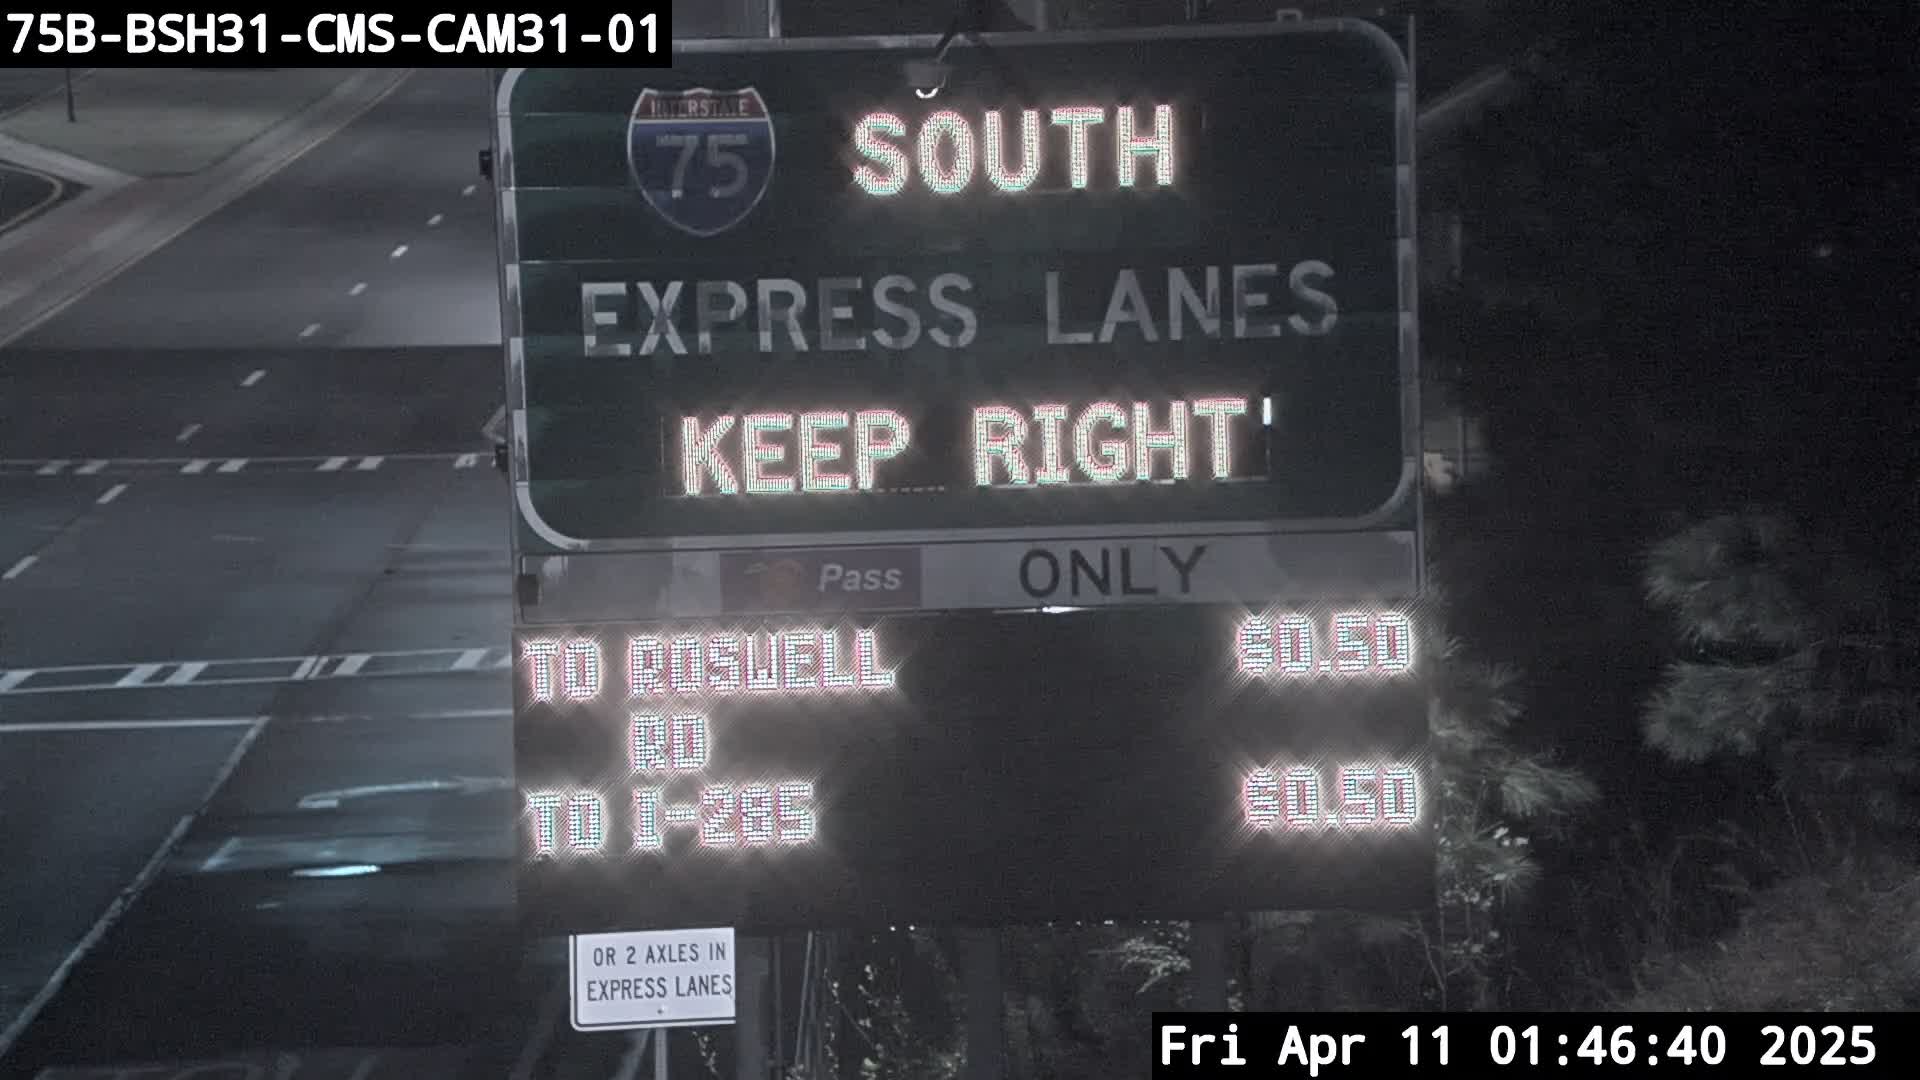 75B-BSH31-CMS-CAM31-01
INTERSTATE
75
SOUTH
EXPRESS LANES
KEEP RIGHT
Pass ONLY
TO ROSWELL $0.50
RD
TO I-285 $0.50
OR 2 AXLES IN
EXPRESS LANES
Fri Apr 11 01:46:40 2025